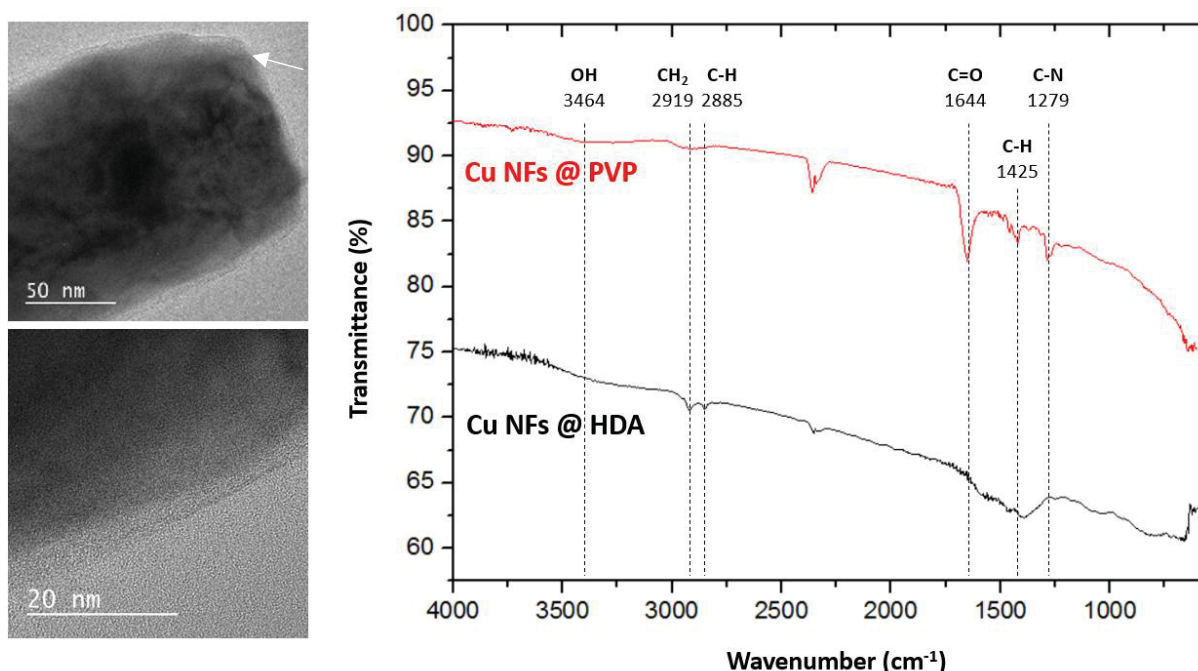 50 nm
20 nm
Transmittance (%)
100
95
90
85
80
75
70
65
60
OH
3464
CH₂ C-H
2919 2885
C=O C-N
1644 1279
C-H
1425
Cu NFs @ PVP
Cu NFs @ HDA
4000 3500 3000 2500 2000 1500 1000
Wavenumber (cm⁻¹)